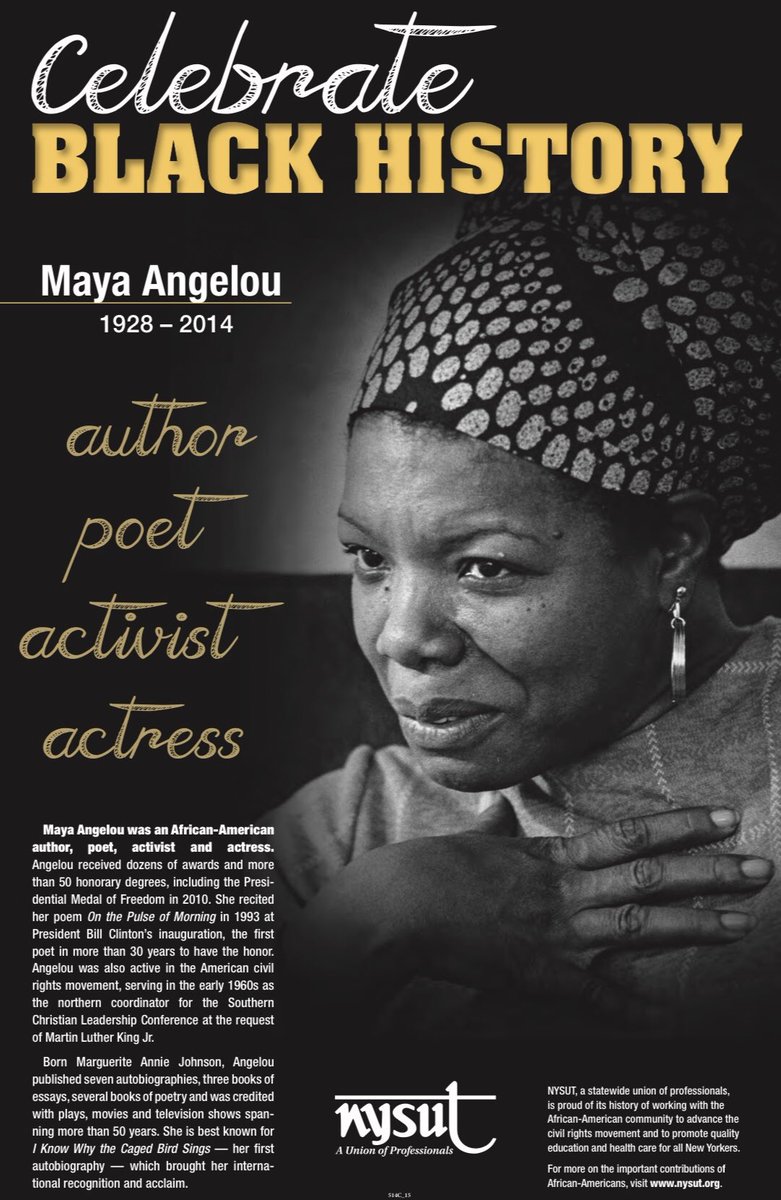 Celebrate
BLACK HISTORY
Maya Angelou
1928 – 2014
author
poet
activist
actress
Maya Angelou was an African-American
author, poet, activist and actress.
Angelou received dozens of awards and more
than 50 honorary degrees, including the Presi-
dential Medal of Freedom in 2010. She recited
her poem On the Pulse of Morning in 1993 at
President Bill Clinton’s inauguration, the first
poet in more than 30 years to have the honor.
Angelou was also active in the American civil
rights movement, serving in the early 1960s as
the northern coordinator for the Southern
Christian Leadership Conference at the request
of Martin Luther King Jr.
Born Marguerite Annie Johnson, Angelou
published seven autobiographies, three books of
essays, several books of poetry and was credited
with plays, movies and television shows span-
ning more than 50 years. She is best known for
I Know Why the Caged Bird Sings — her first
autobiography — which brought her interna-
tional recognition and acclaim.
nysut
A Union of Professionals
NYSUT, a statewide union of professionals,
is proud of its history of working with the
African-American community to advance the
civil rights movement and to promote quality
education and health care for all New Yorkers.
For more on the important contributions of
African-Americans, visit www.nysut.org.
514C_15